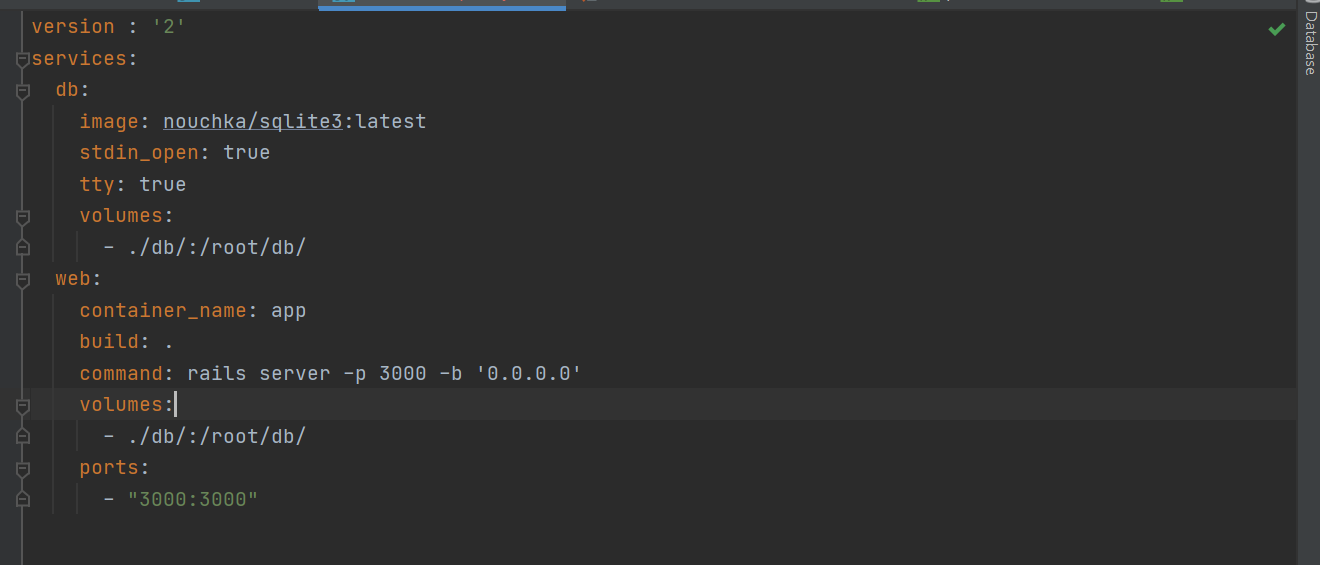 version : '2'
services:
  db:
    image: nouchka/sqlite3:latest
    stdin_open: true
    tty: true
    volumes:
      - ./db/:/root/db/
  web:
    container_name: app
    build: .
    command: rails server -p 3000 -b '0.0.0.0'
    volumes:
      - ./db/:/root/db/
    ports:
      - "3000:3000"
Database